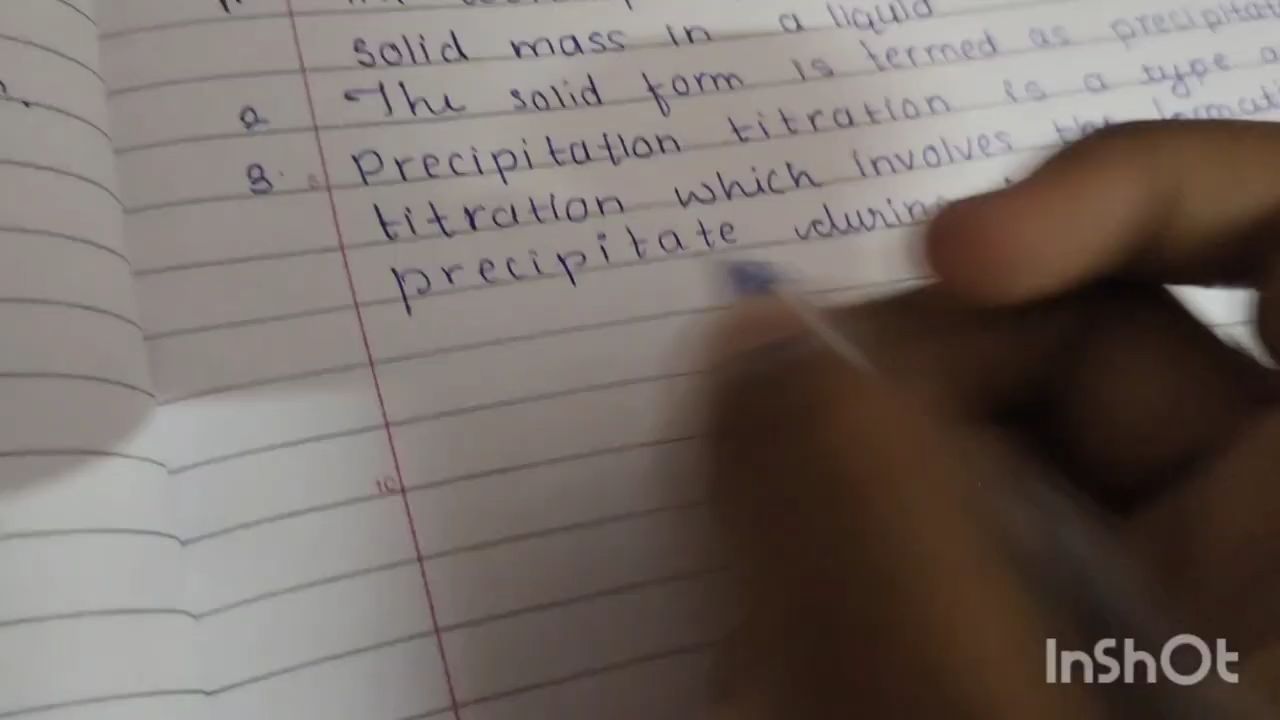 solid mass in a liquid
2 The solid form is termed as precipitat
3. Precipitation titration is a type
titration which involves the
precipitate during
10
InShOt